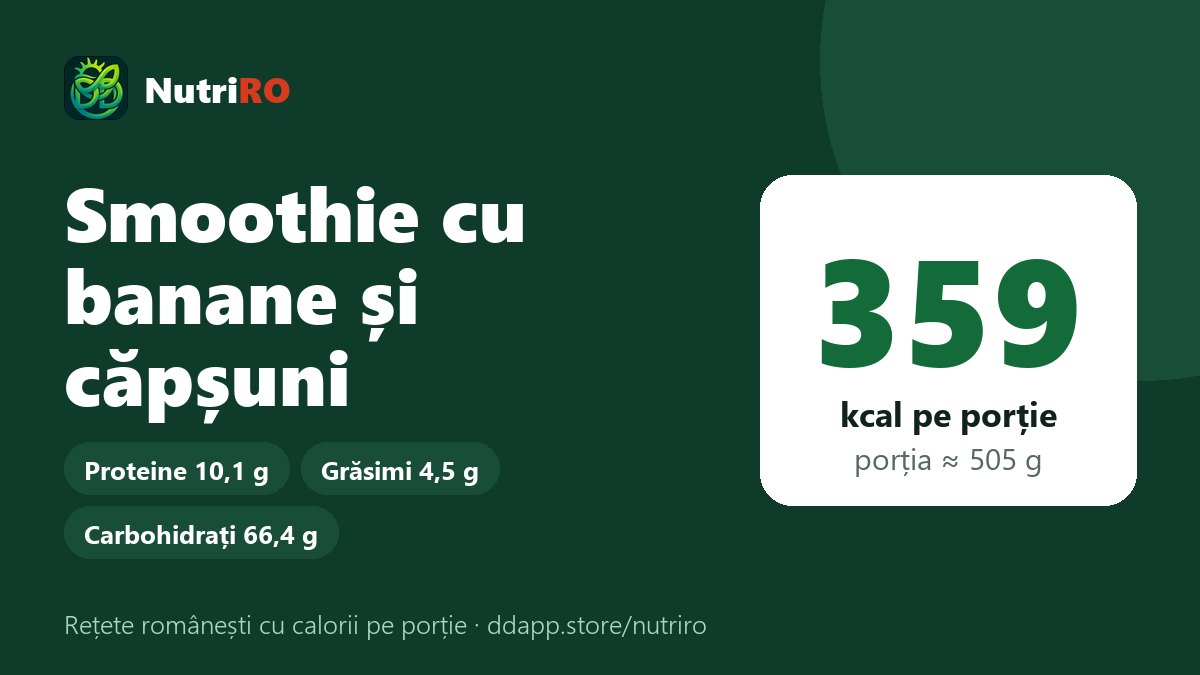 NutriRO
Smoothie cu
banane și
căpșuni
Proteine 10,1 g
Grăsimi 4,5 g
Carbohidrați 66,4 g
359
kcal pe porție
porția ≈ 505 g
Rețete românești cu calorii pe porție · ddapp.store/nutriro